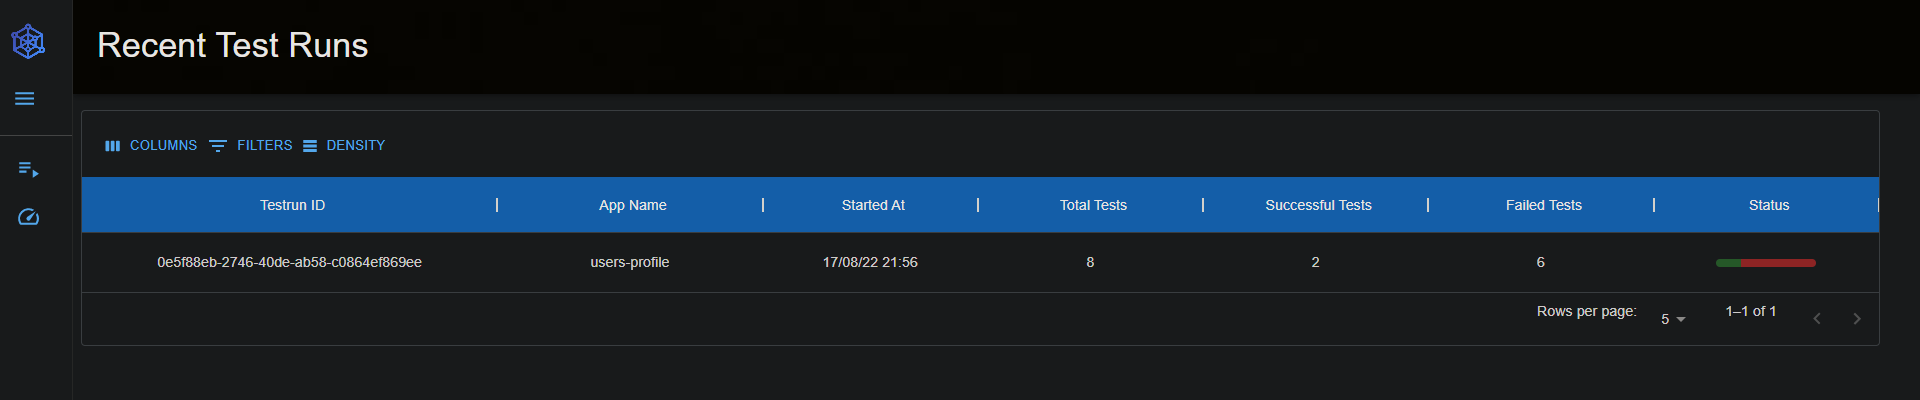 Recent Test Runs
COLUMNS FILTERS DENSITY
Testrun ID App Name Started At Total Tests Successful Tests Failed Tests Status
0e5f88eb-2746-40de-ab58-c0864ef869ee users-profile 17/08/22 21:56 8 2 6
Rows per page: 5 1–1 of 1